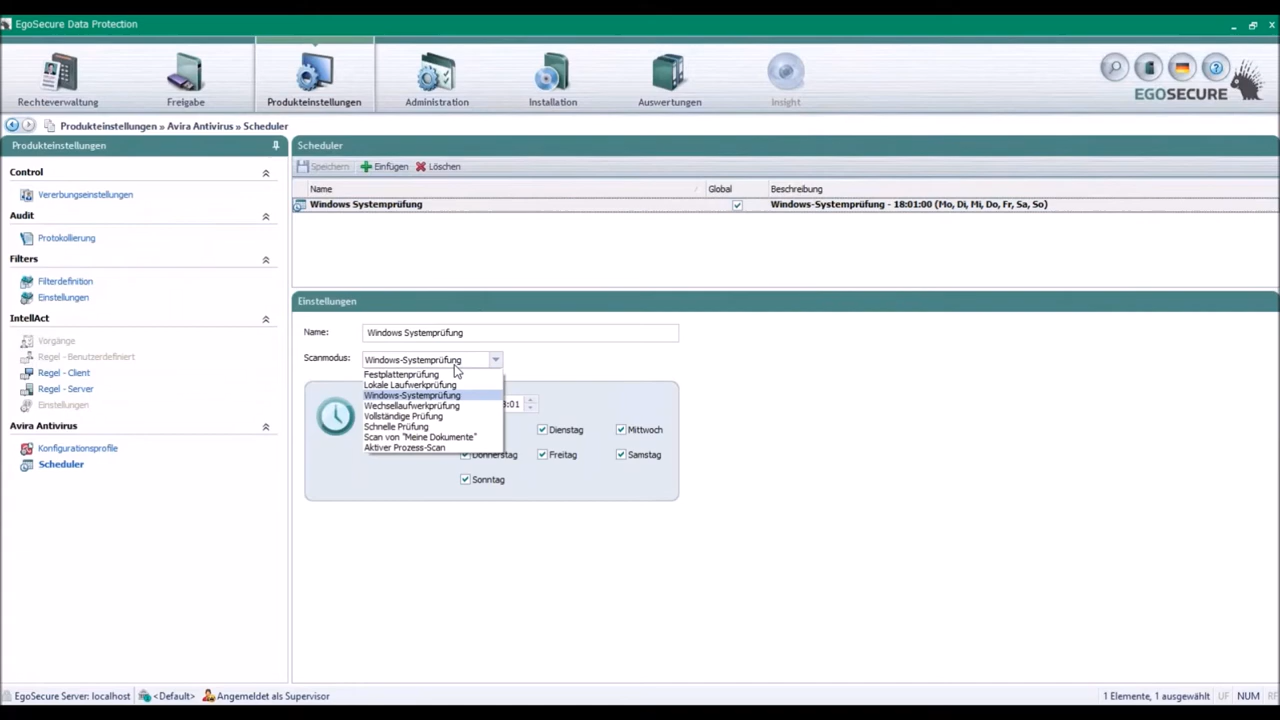 EgoSecure Data Protection
Rechteverwaltung
Freigabe
Produkteinstellungen
Administration
Installation
Auswertungen
Insight
EGOSECURE
Produkteinstellungen » Avira Antivirus » Scheduler
Produkteinstellungen
Control
Vererbungseinstellungen
Audit
Protokollierung
Filters
Filterdefinition
Einstellungen
IntellAct
Vorgänge
Regel - Benutzerdefiniert
Regel - Client
Regel - Server
Einstellungen
Avira Antivirus
Konfigurationsprofile
Scheduler
Scheduler
Speichern Einfügen Löschen
Name Global Beschreibung
Windows Systemprüfung Windows-Systemprüfung - 18:01:00 (Mo, Di, Mi, Do, Fr, Sa, So)
Einstellungen
Name: Windows Systemprüfung
Scanmodus: Windows-Systemprüfung
Festplattenprüfung
Lokale Laufwerkprüfung
Windows-Systemprüfung
Wechsellaufwerkprüfung
Vollständige Prüfung
Schnelle Prüfung
Scan von "Meine Dokumente"
Aktiver Prozess-Scan
:01
Dienstag Mittwoch
Donnerstag Freitag Samstag
Sonntag
EgoSecure Server: localhost <Default> Angemeldet als Supervisor 1 Elemente, 1 ausgewählt UF NUM RF